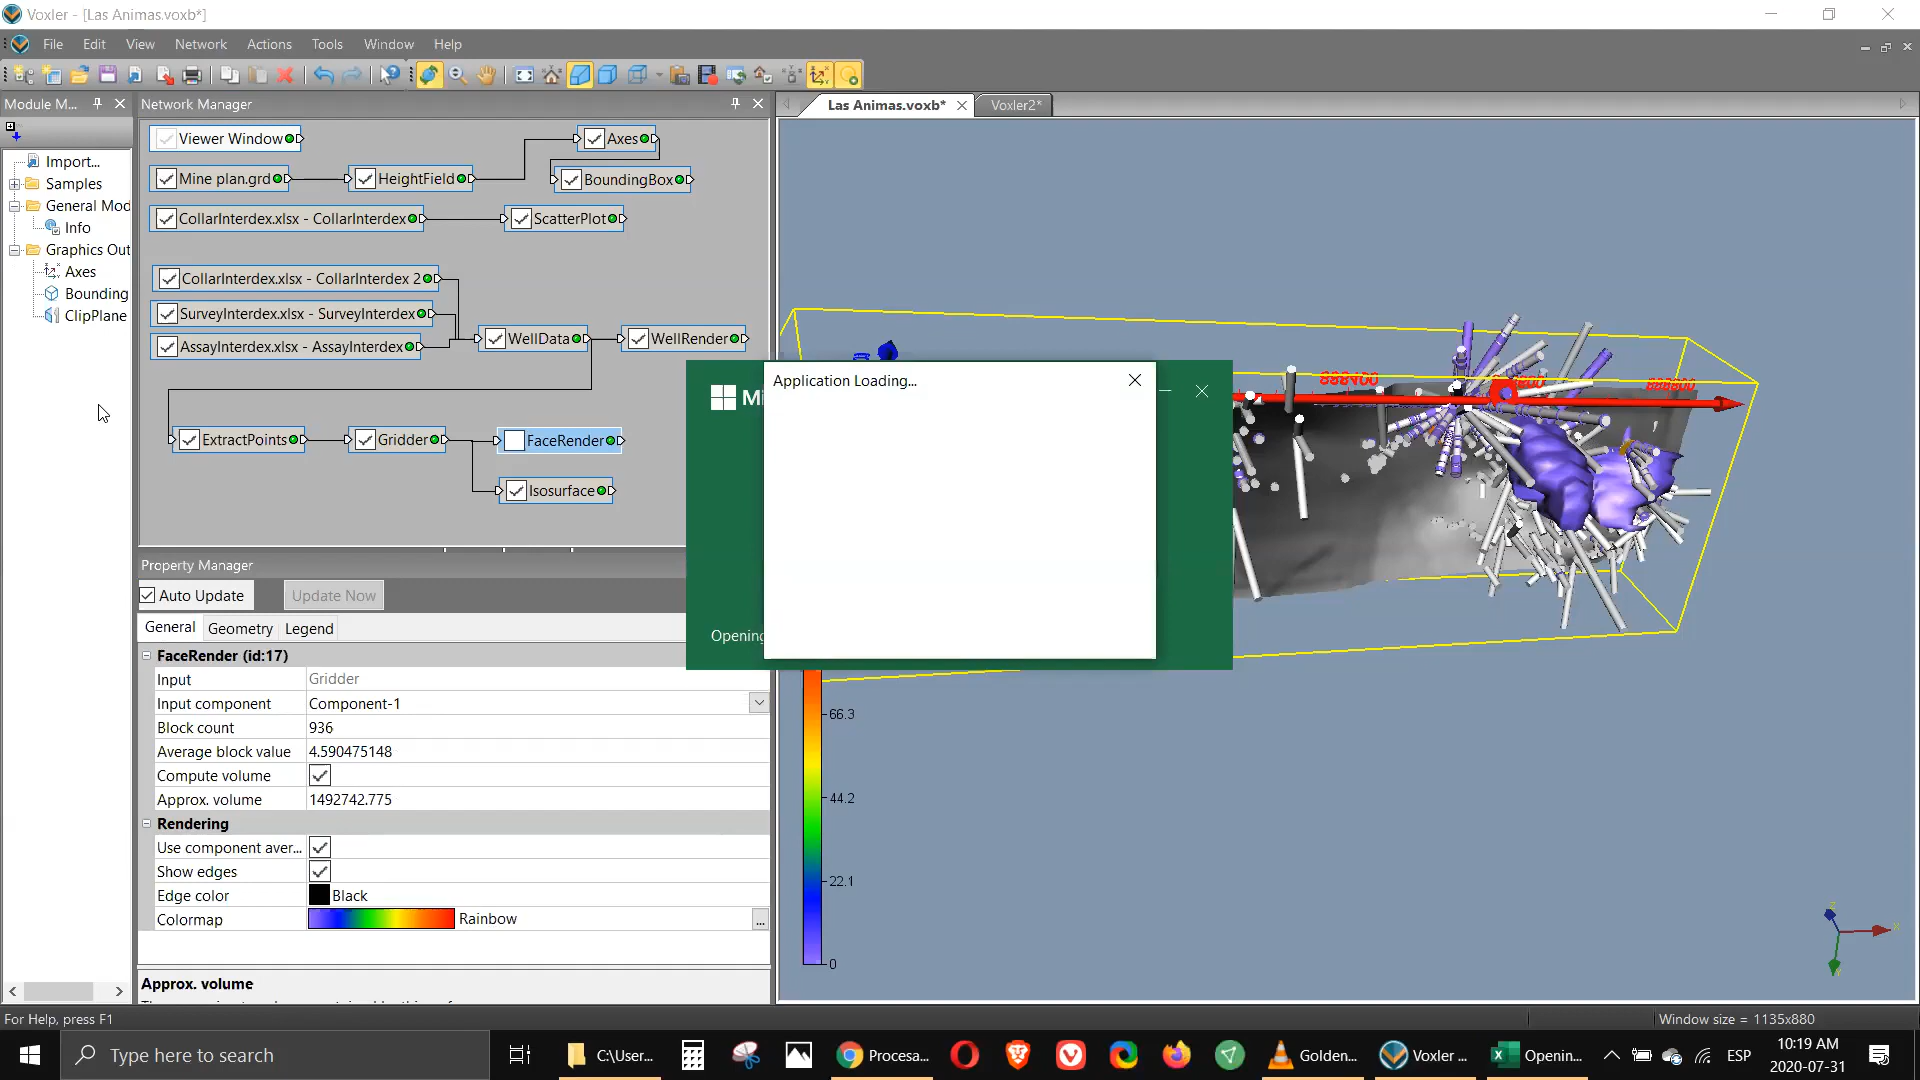 Voxler - [Las Animas.voxb*]
File Edit View Network Actions Tools Window Help
Module M...
Network Manager
Las Animas.voxb*
Voxler2*
Import...
Samples
General Mod
Info
Graphics Out
Axes
Bounding
ClipPlane
Viewer Window
Axes
Mine plan.grd
HeightField
BoundingBox
CollarInterdex.xlsx - CollarInterdex
ScatterPlot
CollarInterdex.xlsx - CollarInterdex 2
SurveyInterdex.xlsx - SurveyInterdex
AssayInterdex.xlsx - AssayInterdex
WellData
WellRender
ExtractPoints
Gridder
FaceRender
Isosurface
Mi
Application Loading...
Opening
Property Manager
Auto Update
Update Now
General Geometry Legend
FaceRender (id:17)
Input Gridder
Input component Component-1
Block count 936
Average block value 4.590475148
Compute volume
Approx. volume 1492742.775
Rendering
Use component aver...
Show edges
Edge color Black
Colormap Rainbow
...
Approx. volume
66.3
44.2
22.1
0
For Help, press F1
Window size = 1135x880
Type here to search
C:\User...
Procesa...
Golden...
Voxler ...
Openin...
ESP
10:19 AM
2020-07-31